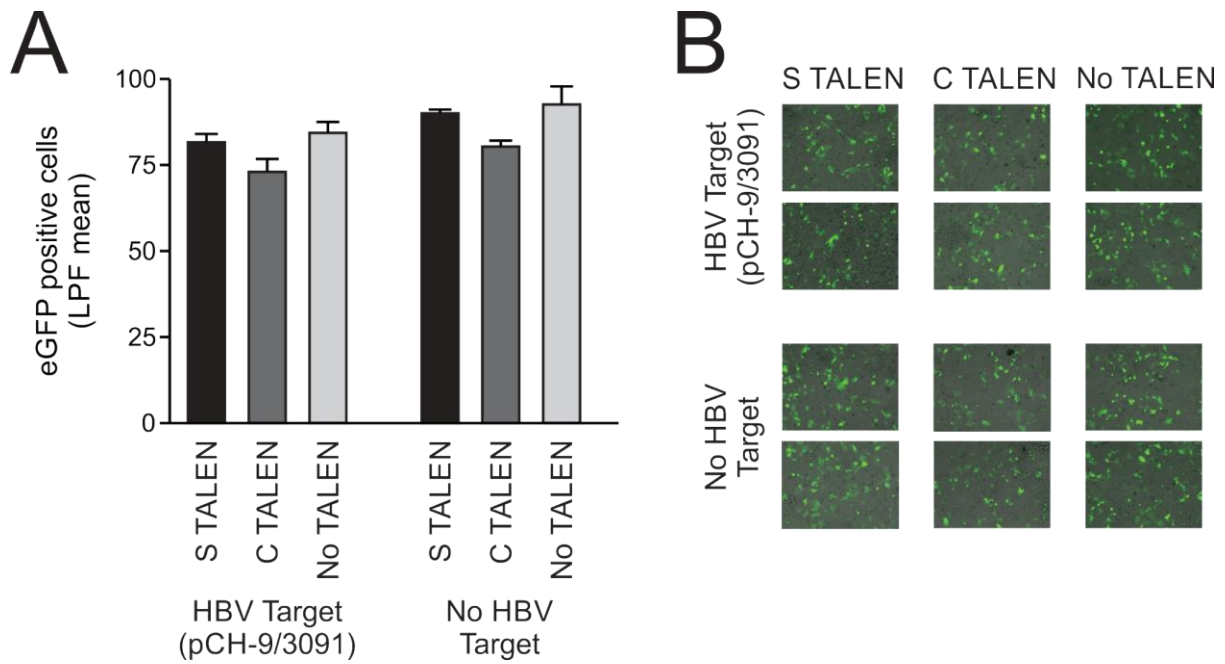 A
eGFP positive cells
(LPF mean)
100
75
50
25
0
S TALEN
C TALEN
No TALEN
S TALEN
C TALEN
No TALEN
HBV Target
(pCH-9/3091)
No HBV
Target
B
S TALEN
C TALEN
No TALEN
HBV Target
(pCH-9/3091)
No HBV
Target